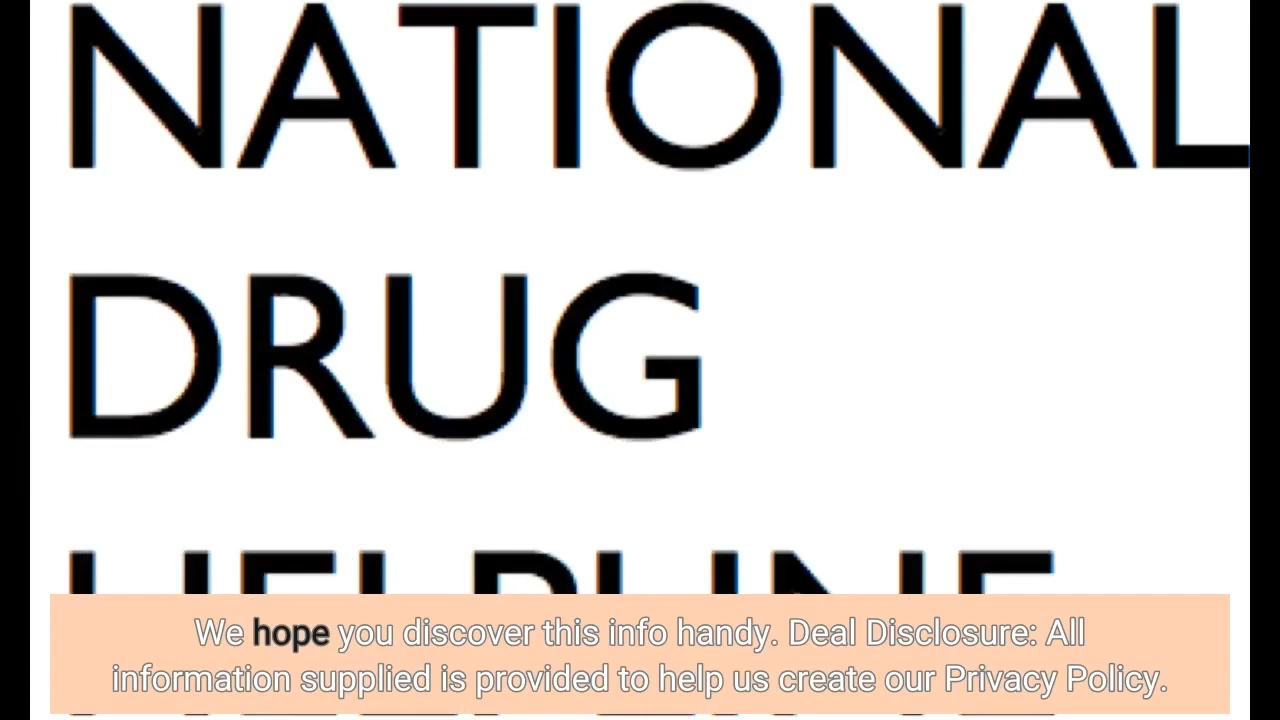 NATIONAL
DRUG
HELPLINE
We hope you discover this info handy. Deal Disclosure: All
information supplied is provided to help us create our Privacy Policy.